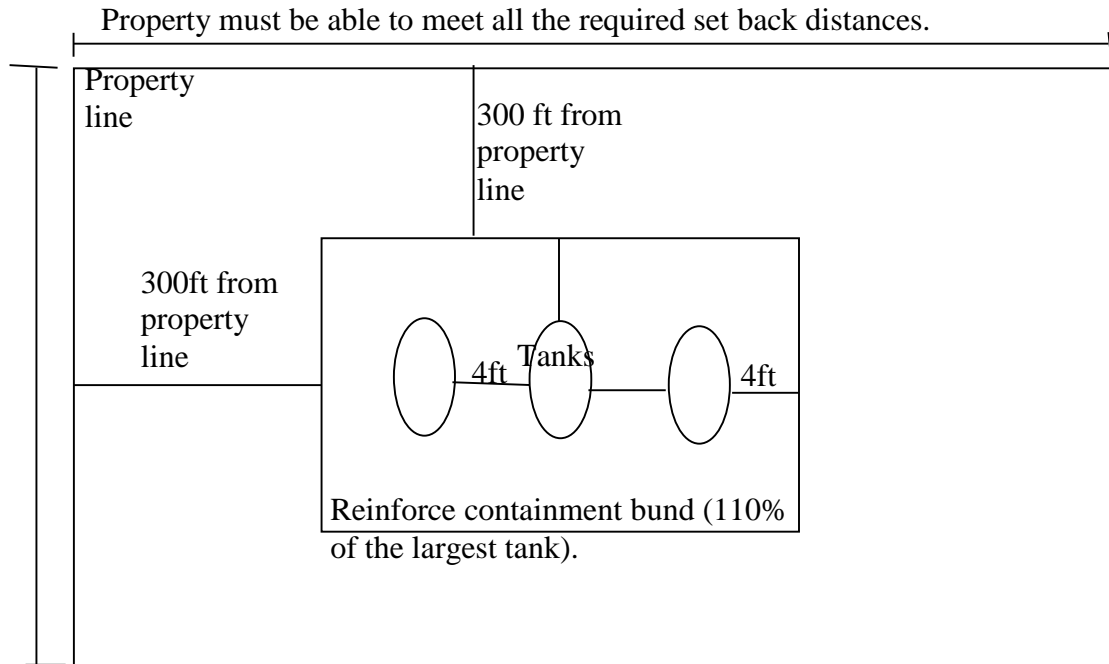 Property must be able to meet all the required set back distances.
Property
line
300 ft from
property
line
300ft from
property
line
Tanks
4ft
4ft
Reinforce containment bund (110%
of the largest tank).